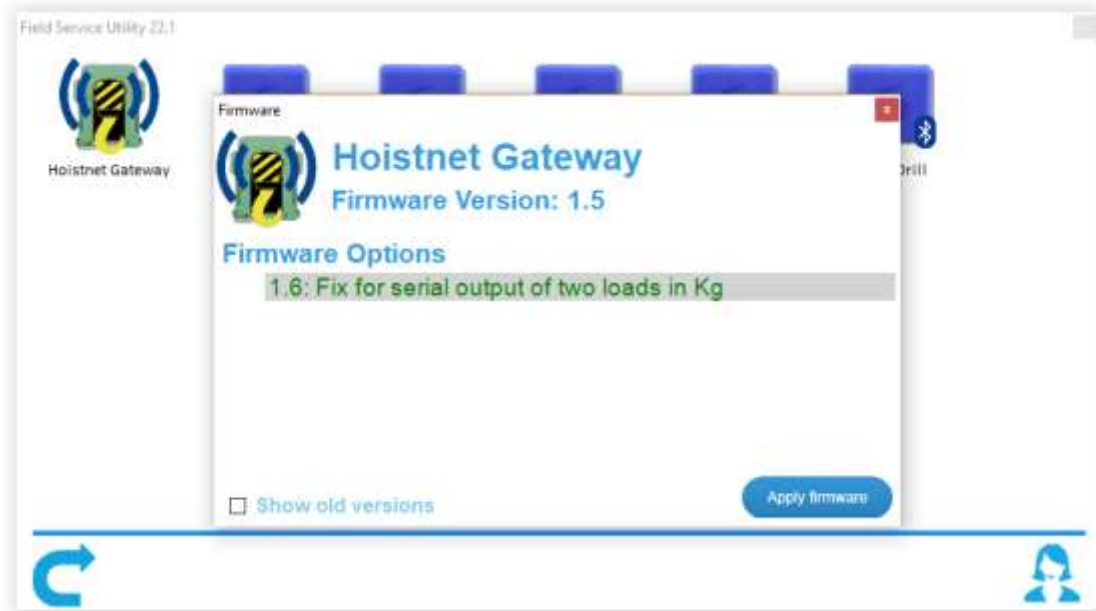 Field Service Utility 22.1
Hoistnet Gateway
Firmware
x
Hoistnet Gateway
Firmware Version: 1.5
Drill
Firmware Options
1.6: Fix for serial output of two loads in Kg
Show old versions
Apply firmware